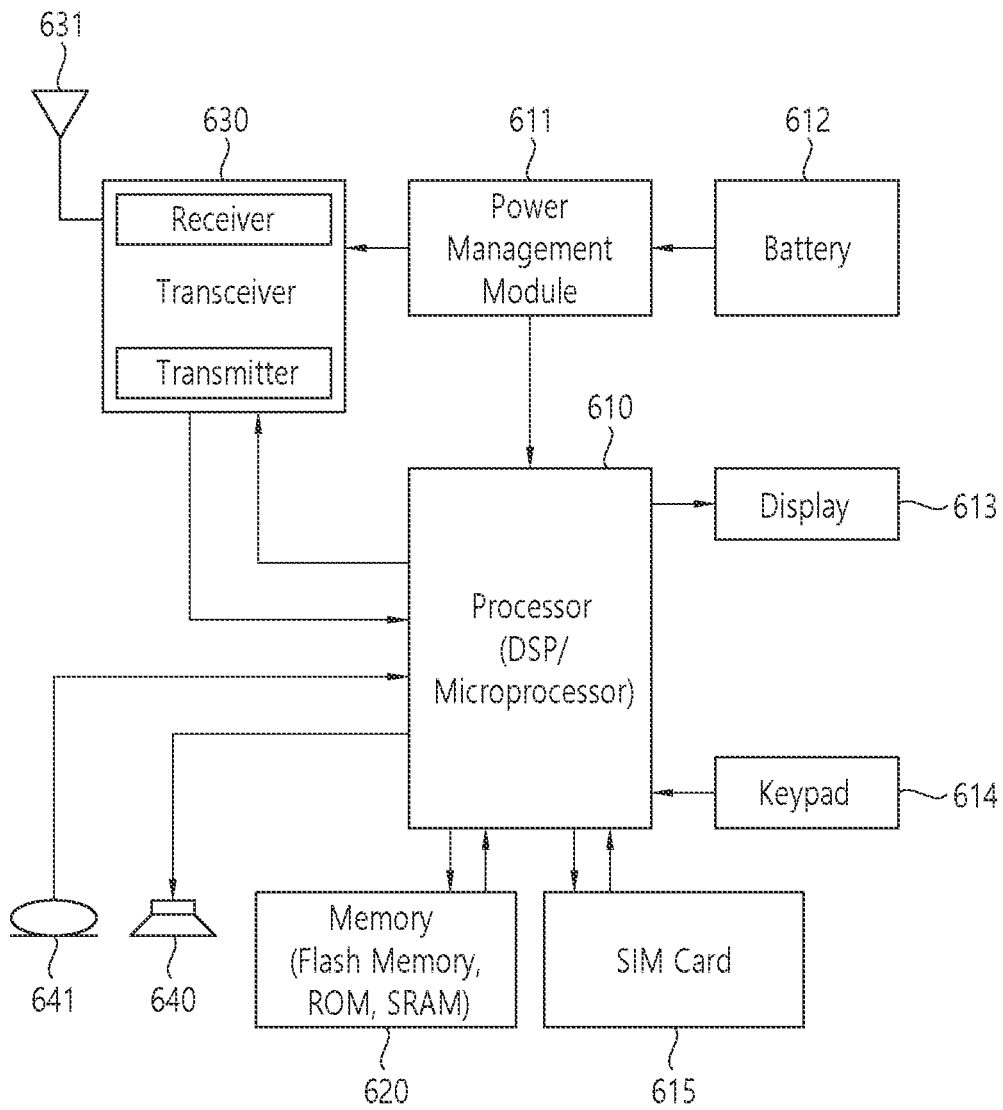 631
630
611
612
Receiver
Transceiver
Transmitter
Power
Management
Module
Battery
610
Display
613
Processor
(DSP/
Microprocessor)
Keypad
614
641
640
Memory
(Flash Memory,
ROM, SRAM)
SIM Card
620
615